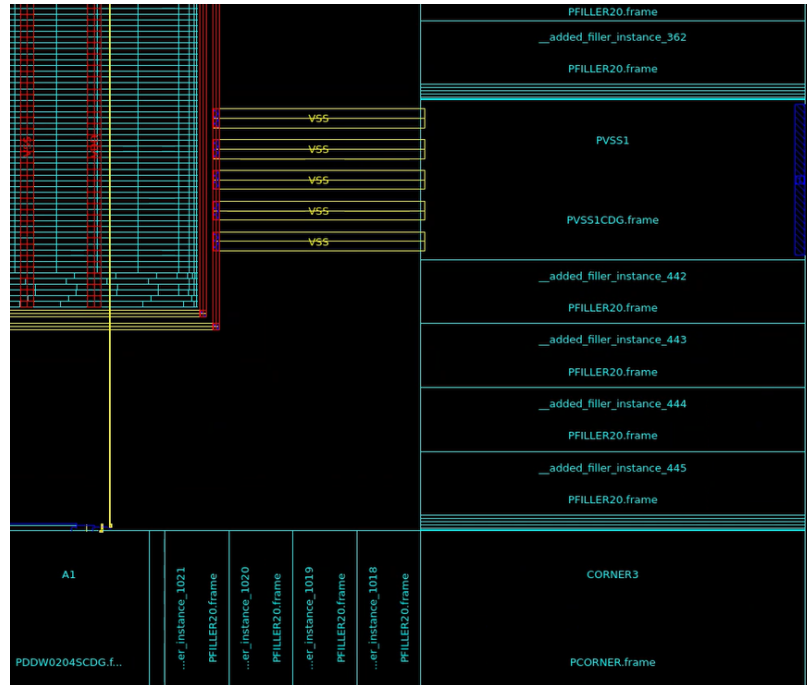 PFILLER20.frame
__added_filler_instance_362
PFILLER20.frame
VSS
VSS
VSS
VSS
VSS
PVSS1
PVSS1CDG.frame
__added_filler_instance_442
PFILLER20.frame
__added_filler_instance_443
PFILLER20.frame
__added_filler_instance_444
PFILLER20.frame
__added_filler_instance_445
PFILLER20.frame
A1
PDDW0204SCDG.f...
...er_instance_1021
PFILLER20.frame
...er_instance_1020
PFILLER20.frame
...er_instance_1019
PFILLER20.frame
...er_instance_1018
PFILLER20.frame
CORNER3
PCORNER.frame